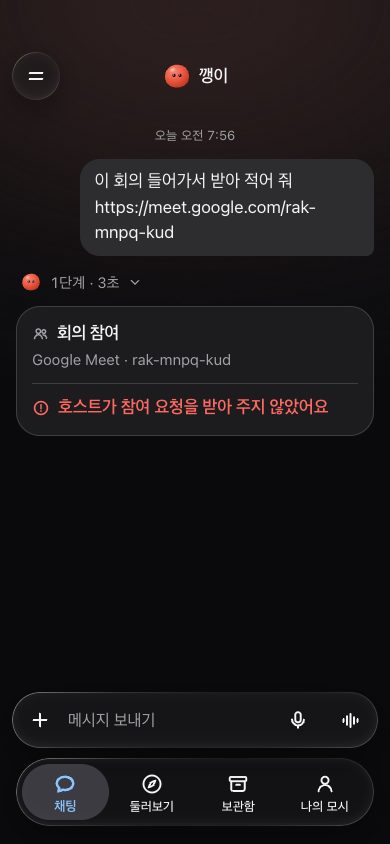 깽이
오늘 오전 7:56
이 회의 들어가서 받아 적어 줘
https://meet.google.com/rak-
mnpq-kud
1단계 · 3초
회의 참여
Google Meet · rak-mnpq-kud
호스트가 참여 요청을 받아 주지 않았어요
메시지 보내기
채팅 둘러보기 보관함 나의 모시